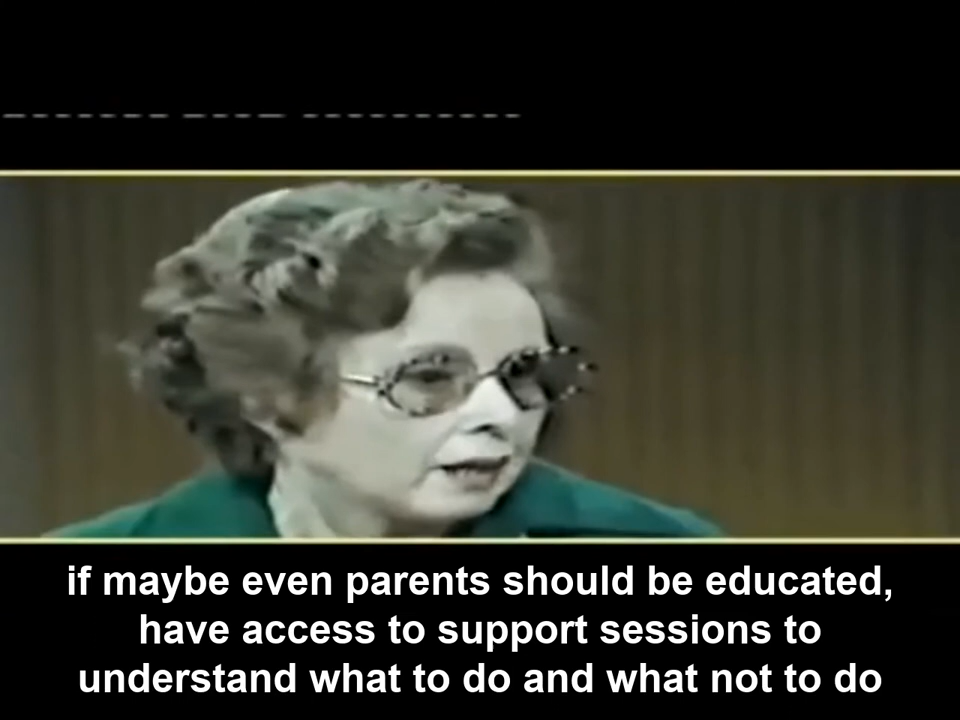 if maybe even parents should be educated,
have access to support sessions to
understand what to do and what not to do